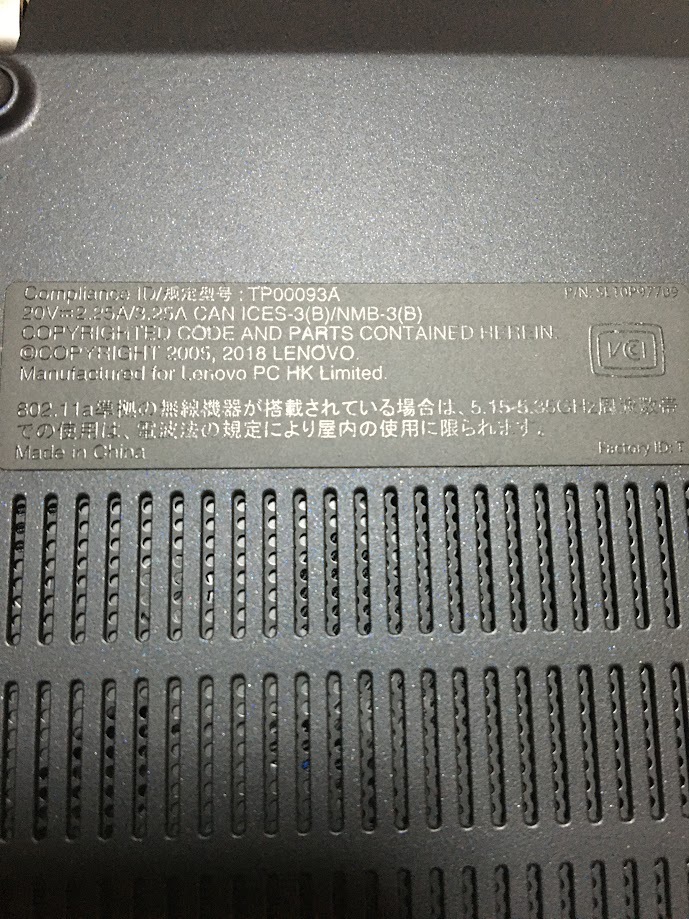 Compliance ID/规定型号 : TP00093A
P/N: SL10P97739
20V⎓2.25A/3.25A CAN ICES-3(B)/NMB-3(B)
COPYRIGHTED CODE AND PARTS CONTAINED HEREIN.
©COPYRIGHT 2005, 2018 LENOVO.
Manufactured for Lenovo PC HK Limited.
802.11a準拠の無線機器が搭載されている場合は、5.15-5.35GHz周波数帯
での使用は、電波法の規定により屋内の使用に限られます。
Made in China
Factory ID: T